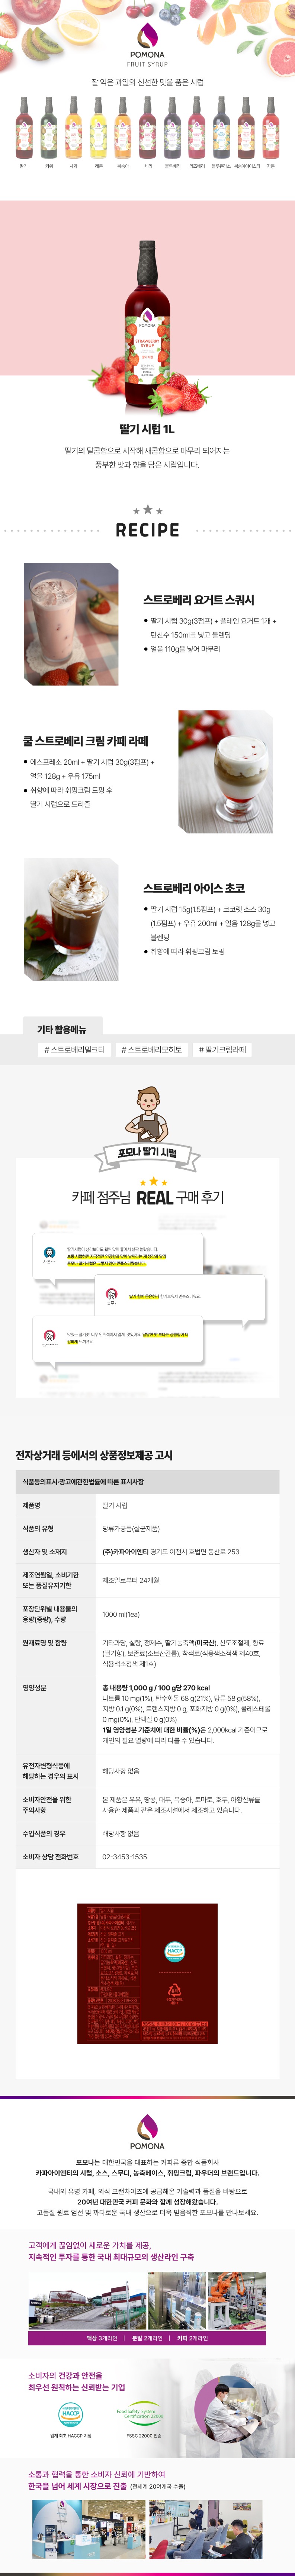 POMONA
FRUIT SYRUP
잘 익은 과일의 신선한 맛을 품은 시럽
딸기 키위 사과 레몬 복숭아 체리 블루베리 라즈베리 블루큐라소 복숭아아이스티 자몽
POMONA
STRAWBERRY
SYRUP
딸기 시럽 1L
딸기의 달콤함으로 시작해 새콤함으로 마무리 되어지는
풍부한 맛과 향을 담은 시럽입니다.
RECIPE
스트로베리 요거트 스쿼시
● 딸기 시럽 30g(3펌프) + 플레인 요거트 1개 +
탄산수 150ml를 넣고 블렌딩
● 얼음 110g을 넣어 마무리
쿨 스트로베리 크림 카페 라떼
● 에스프레소 20ml + 딸기 시럽 30g(3펌프) +
얼음 128g + 우유 175ml
● 취향에 따라 휘핑크림 토핑 후
딸기 시럽으로 드리즐
스트로베리 아이스 초코
● 딸기 시럽 15g(1.5펌프) + 코코렛 소스 30g
(1.5펌프) + 우유 200ml + 얼음 128g을 넣고
블렌딩
● 취향에 따라 휘핑크림 토핑
기타 활용메뉴
# 스트로베리밀크티 # 스트로베리모히토 # 딸기크림라떼
포모나 딸기 시럽
카페 점주님 REAL 구매 후기
전자상거래 등에서의 상품정보제공 고시
식품등의표시·광고에관한법률에 따른 표시사항
제품명 딸기 시럽
식품의 유형 당류가공품(살균제품)
생산자 및 소재지 (주)카파아이엔티 경기도 이천시 호법면 동산로 253
제조연월일, 소비기한
또는 품질유지기한
제조일로부터 24개월
포장단위별 내용물의
용량(중량), 수량
1000 ml(1ea)
원재료명 및 함량 기타과당, 설탕, 정제수, 딸기농축액(미국산), 산도조절제, 향료
(딸기향), 보존료(소브산칼륨), 착색료(식용색소적색 제40호,
식용색소청색 제1호)
영양성분 총 내용량 1,000 g / 100 g당 270 kcal
나트륨 10 mg(1%), 탄수화물 68 g(21%), 당류 58 g(58%),
지방 0.1 g(0%), 트랜스지방 0 g, 포화지방 0 g(0%), 콜레스테롤
0 mg(0%), 단백질 0 g(0%)
1일 영양성분 기준치에 대한 비율(%)은 2,000kcal 기준이므로
개인의 필요 열량에 따라 다를 수 있습니다.
유전자변형식품에
해당하는 경우의 표시
해당사항 없음
소비자안전을 위한
주의사항
본 제품은 우유, 땅콩, 대두, 복숭아, 토마토, 호두, 아황산류를
사용한 제품과 같은 제조시설에서 제조하고 있습니다.
수입식품의 경우 해당사항 없음
소비자 상담 전화번호 02-3453-1535
HACCP
POMONA
포모나는 대한민국을 대표하는 커피류 종합 식품회사
카파아이엔티의 시럽, 소스, 스무디, 농축베이스, 휘핑크림, 파우더의 브랜드입니다.
국내외 유명 카페, 외식 프랜차이즈에 공급해온 기술력과 품질을 바탕으로
20여년 대한민국 커피 문화와 함께 성장해왔습니다.
고품질 원료 엄선 및 까다로운 국내 생산으로 더욱 믿음직한 포모나를 만나보세요.
고객에게 끊임없이 새로운 가치를 제공,
지속적인 투자를 통한 국내 최대규모의 생산라인 구축
액상 3개라인 | 분말 2개라인 | 커피 2개라인
소비자의 건강과 안전을
최우선 원칙하는 신뢰받는 기업
HACCP
Food Safety System
Certification 22000
업계 최초 HACCP 지정
FSSC 22000 인증
소통과 협력을 통한 소비자 신뢰에 기반하여
한국을 넘어 세계 시장으로 진출 (전세계 20여개국 수출)